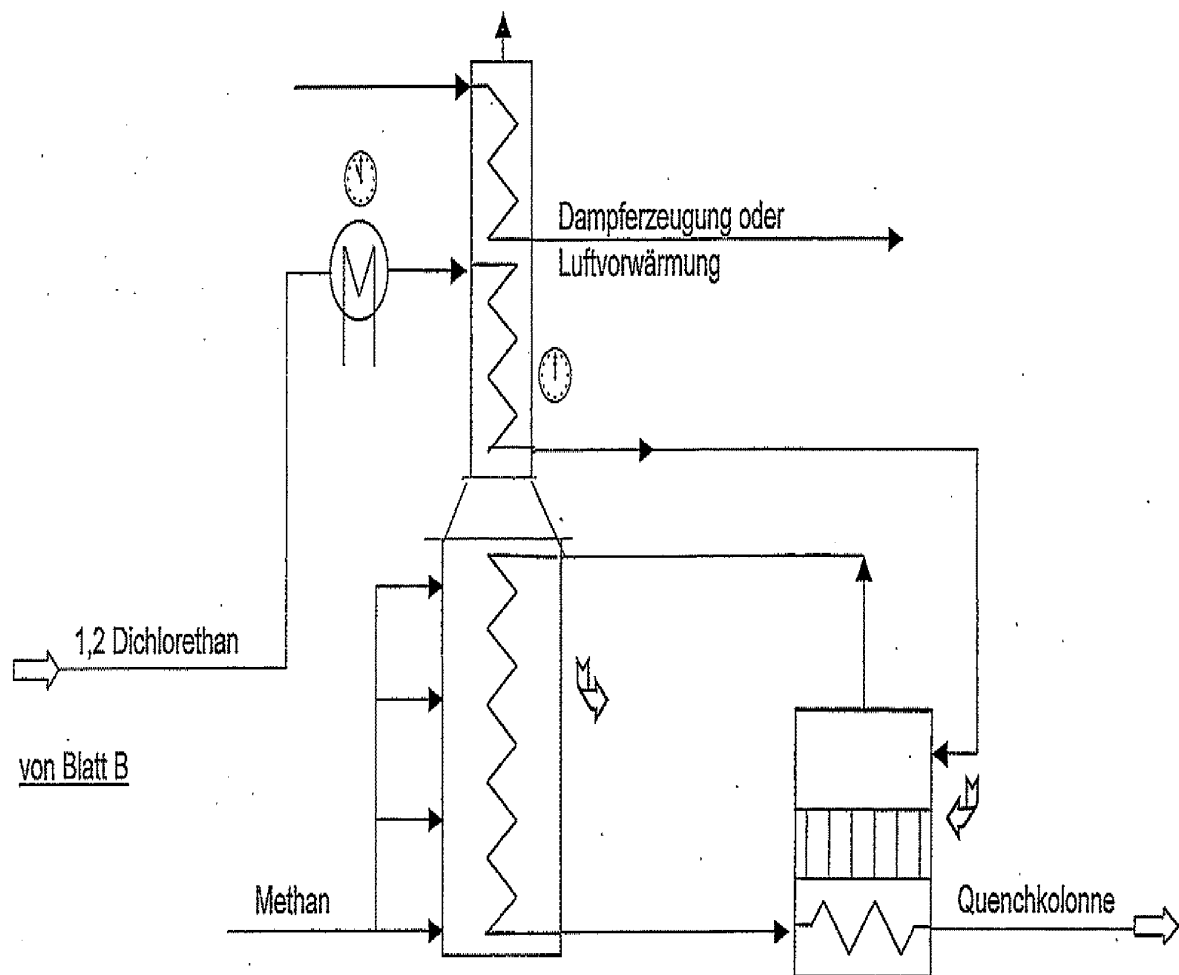 Dampferzeugung oder
Luftvorwärmung
1,2 Dichlorethan
von Blatt B
Methan
Quenchkolonne